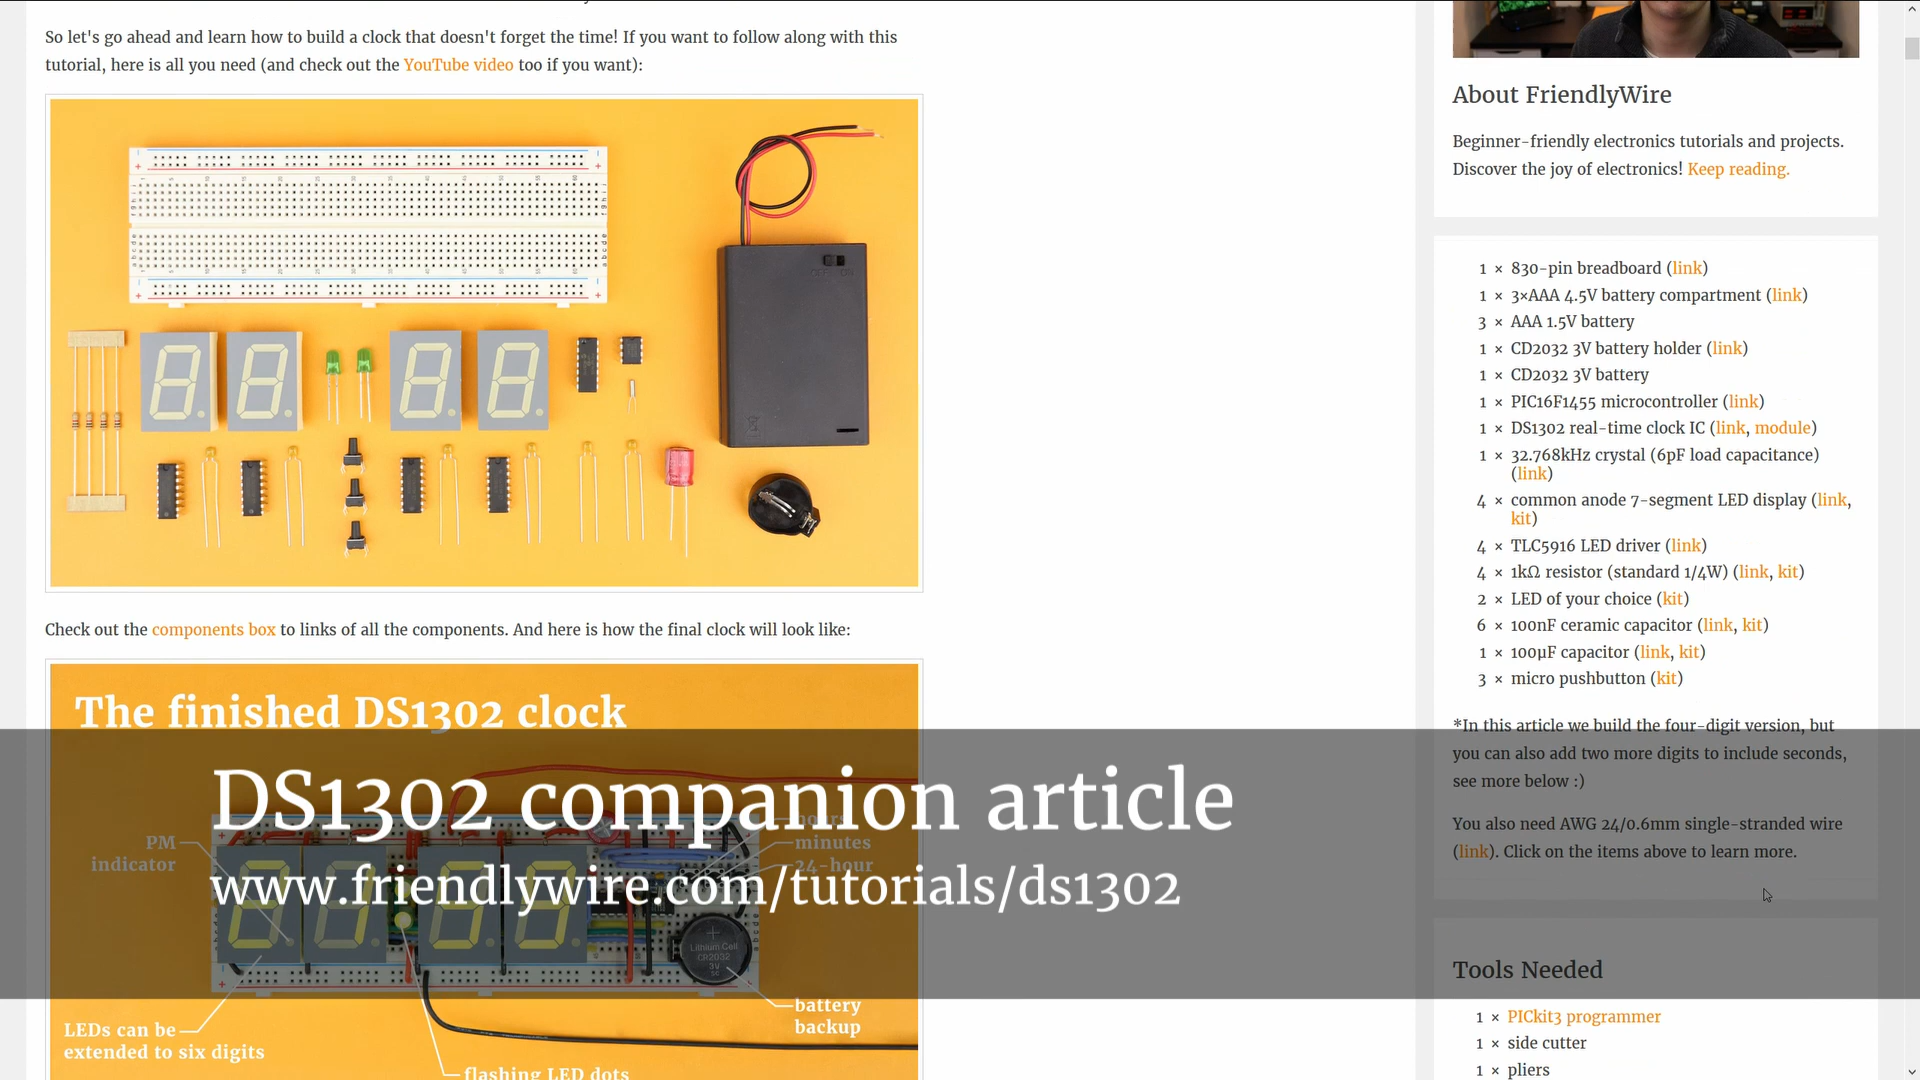 So let's go ahead and learn how to build a clock that doesn't forget the time! If you want to follow along with this
tutorial, here is all you need (and check out the YouTube video too if you want):
Check out the components box to links of all the components. And here is how the final clock will look like:
The finished DS1302 clock
DS1302 companion article
www.friendlywire.com/tutorials/ds1302
PM
indicator
hours
minutes
24-hour
Lithium Cell
CR2032
3V
battery
backup
LEDs can be
extended to six digits
flashing LED dots
About FriendlyWire
Beginner-friendly electronics tutorials and projects.
Discover the joy of electronics! Keep reading.
1 × 830-pin breadboard (link)
1 × 3×AAA 4.5V battery compartment (link)
3 × AAA 1.5V battery
1 × CD2032 3V battery holder (link)
1 × CD2032 3V battery
1 × PIC16F1455 microcontroller (link)
1 × DS1302 real-time clock IC (link, module)
1 × 32.768kHz crystal (6pF load capacitance)
(link)
4 × common anode 7-segment LED display (link,
kit)
4 × TLC5916 LED driver (link)
4 × 1kΩ resistor (standard 1/4W) (link, kit)
2 × LED of your choice (kit)
6 × 100nF ceramic capacitor (link, kit)
1 × 100µF capacitor (link, kit)
3 × micro pushbutton (kit)
*In this article we build the four-digit version, but
you can also add two more digits to include seconds,
see more below :)
You also need AWG 24/0.6mm single-stranded wire
(link). Click on the items above to learn more.
Tools Needed
1 × PICkit3 programmer
1 × side cutter
1 × pliers